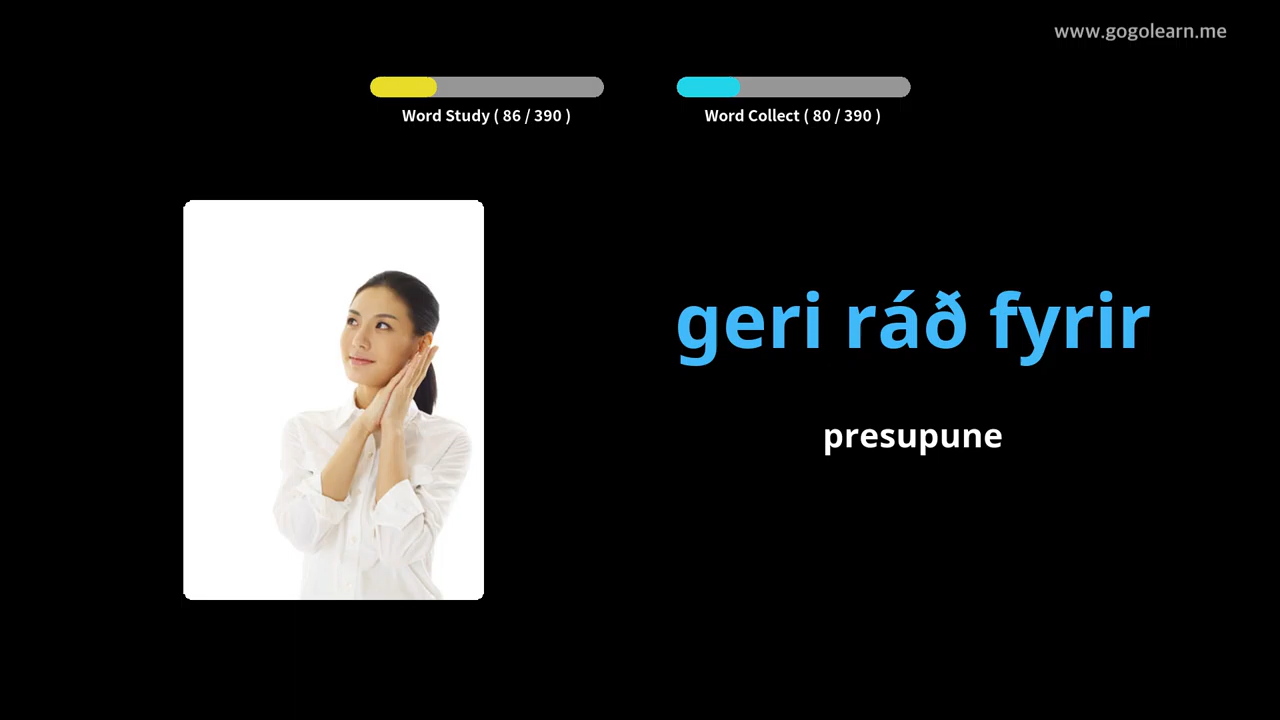 www.gogolearn.me
Word Study ( 86 / 390 )
Word Collect ( 80 / 390 )
geri ráð fyrir
presupune